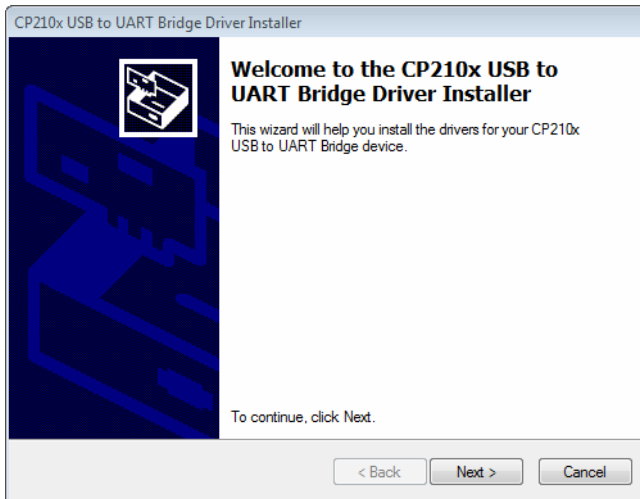 CP210x USB to UART Bridge Driver Installer
Welcome to the CP210x USB to
UART Bridge Driver Installer
This wizard will help you install the drivers for your CP210x
USB to UART Bridge device.
To continue, click Next.
< Back
Next >
Cancel